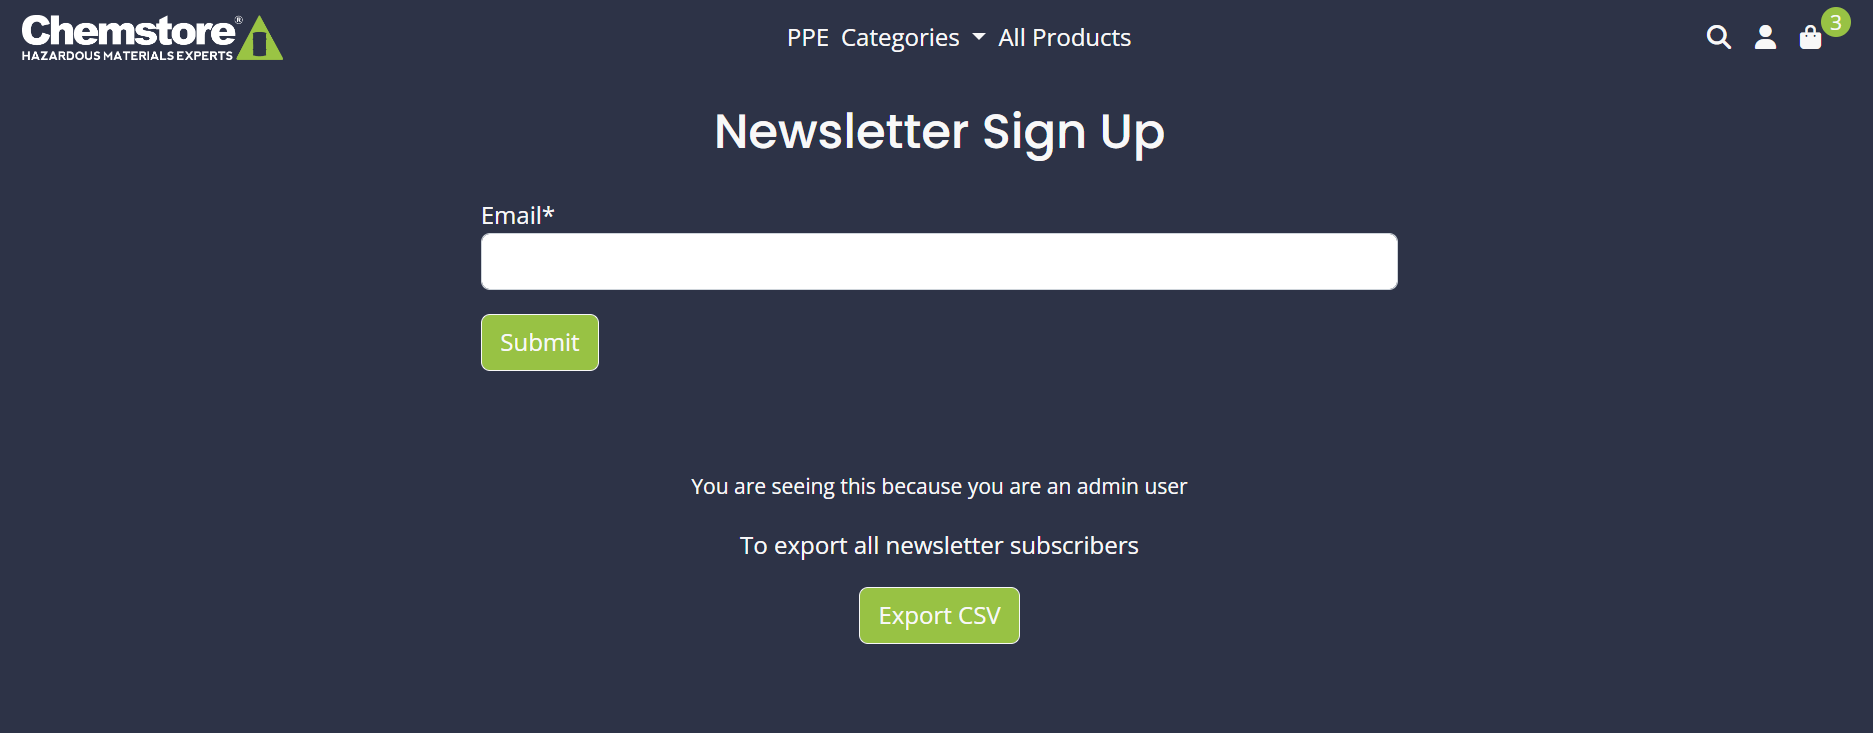 Chemstore®
HAZARDOUS MATERIALS EXPERTS
PPE Categories All Products
3
Newsletter Sign Up
Email*
Submit
You are seeing this because you are an admin user
To export all newsletter subscribers
Export CSV